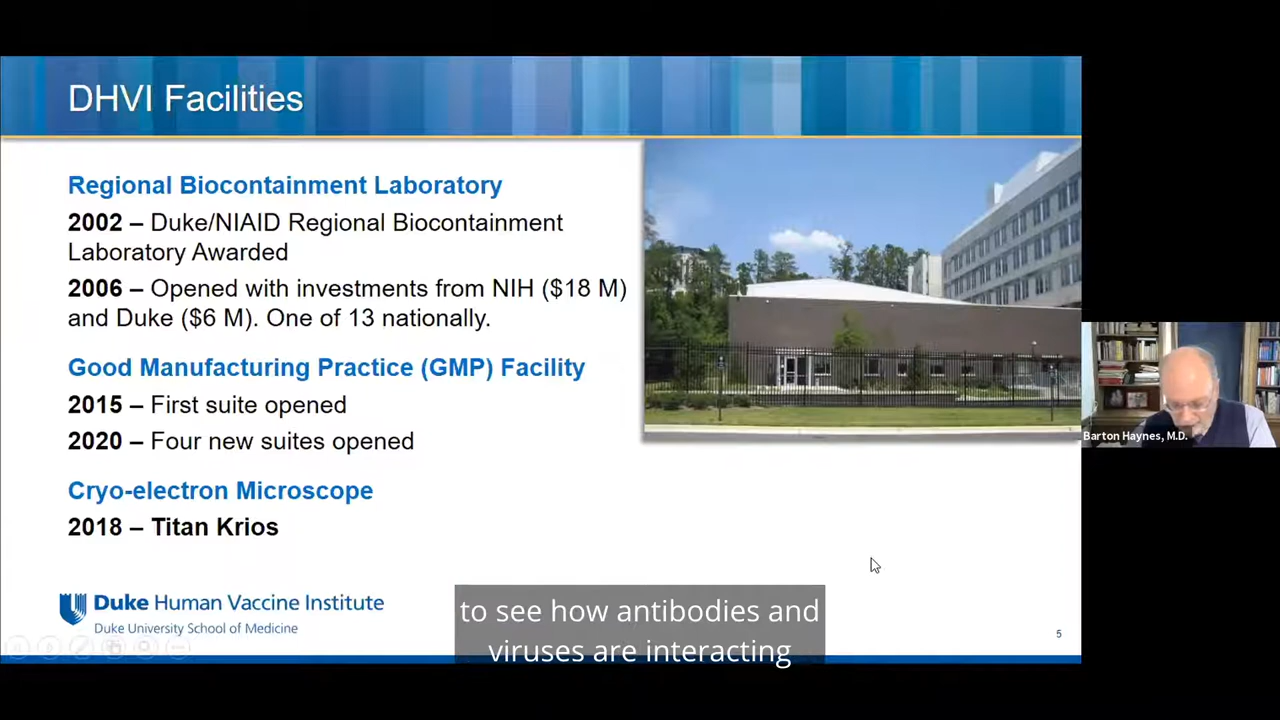 DHVI Facilities
Regional Biocontainment Laboratory
2002 – Duke/NIAID Regional Biocontainment
Laboratory Awarded
2006 – Opened with investments from NIH ($18 M)
and Duke ($6 M). One of 13 nationally.
Good Manufacturing Practice (GMP) Facility
2015 – First suite opened
2020 – Four new suites opened
Cryo-electron Microscope
2018 – Titan Krios
Barton Haynes, M.D.
Duke Human Vaccine Institute
Duke University School of Medicine
to see how antibodies and
viruses are interacting
5